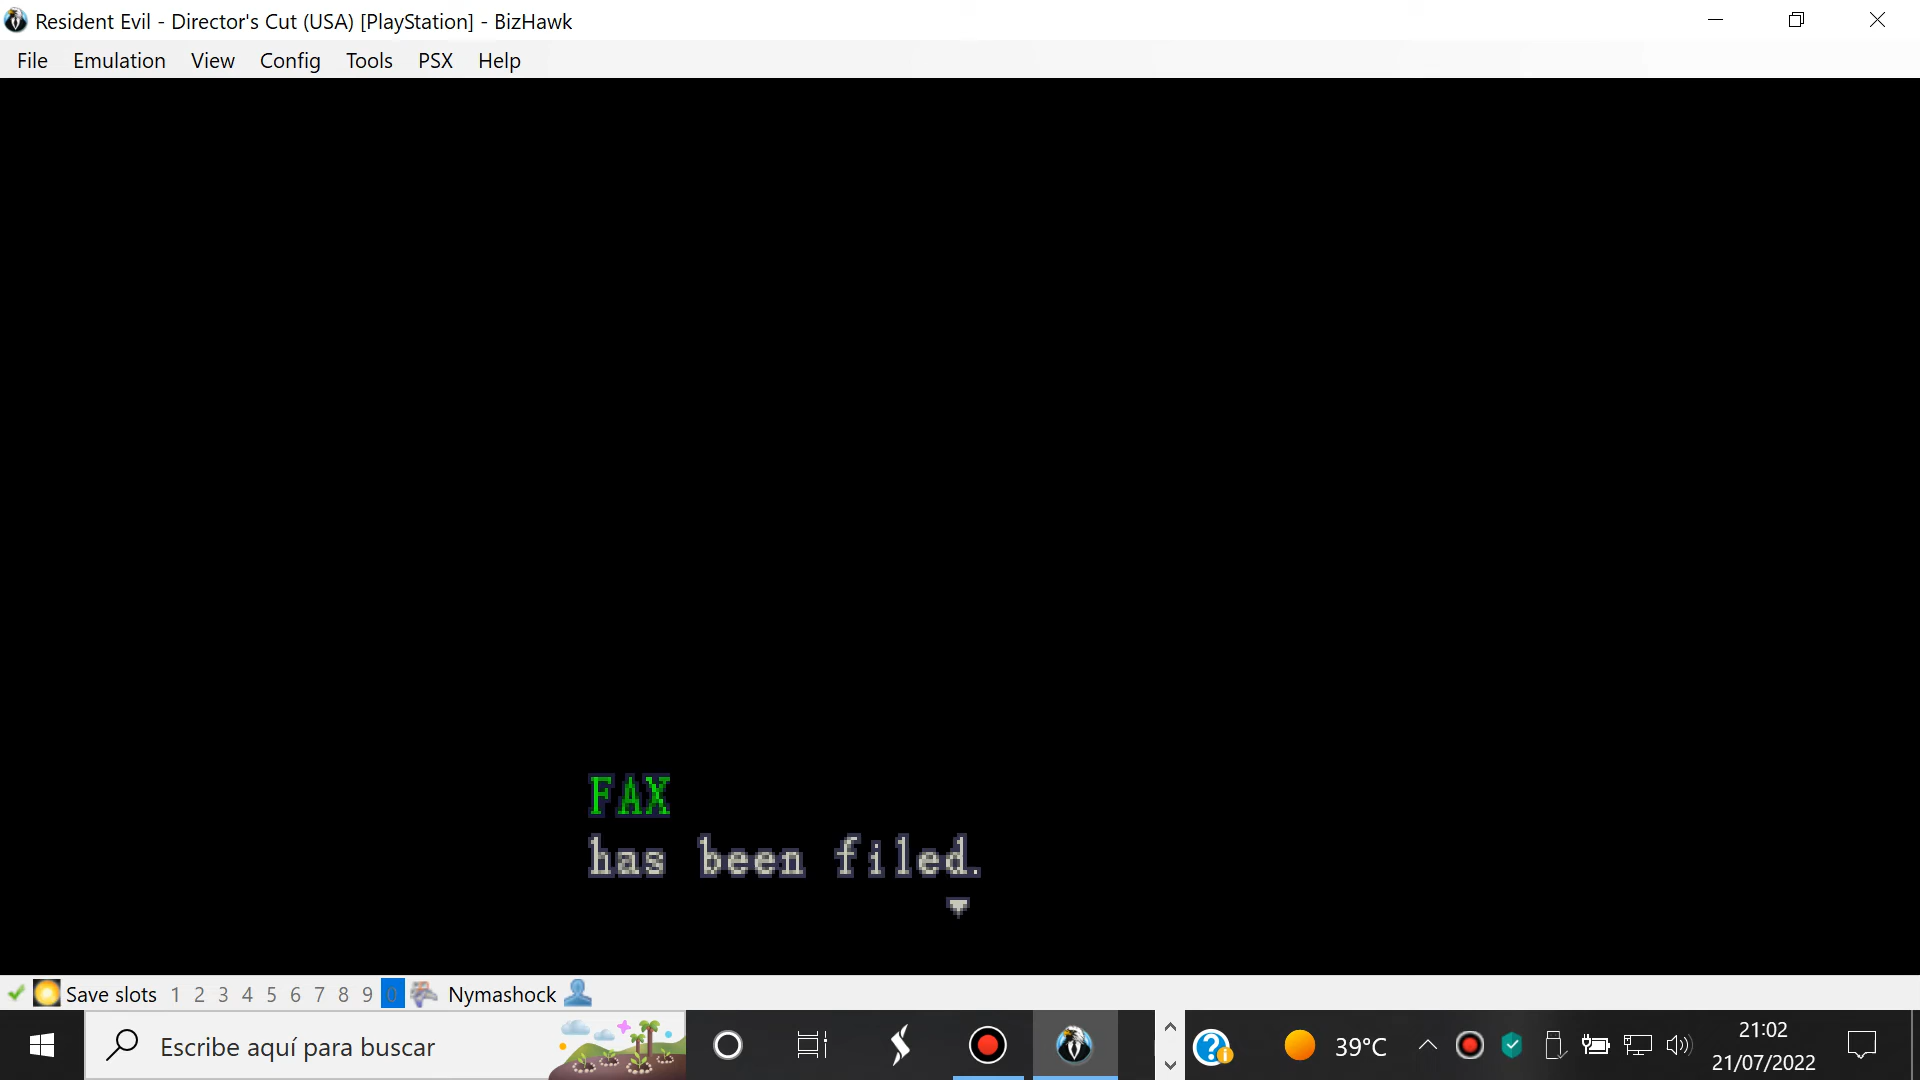 Resident Evil - Director's Cut (USA) [PlayStation] - BizHawk
File Emulation View Config Tools PSX Help
FAX
has been filed.
Save slots 1 2 3 4 5 6 7 8 9 0 Nymashock
Escribe aquí para buscar
39°C
21:02
21/07/2022